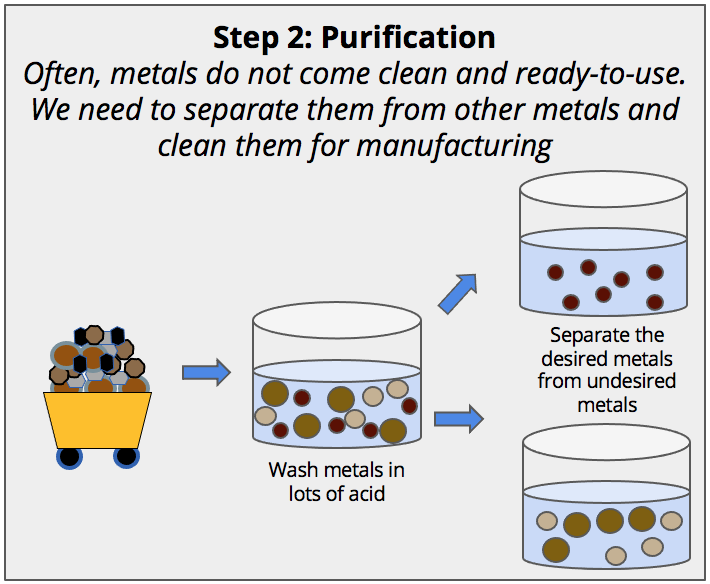 Step 2: Purification
Often, metals do not come clean and ready-to-use.
We need to separate them from other metals and
clean them for manufacturing
Separate the
desired metals
from undesired
metals
Wash metals in
lots of acid